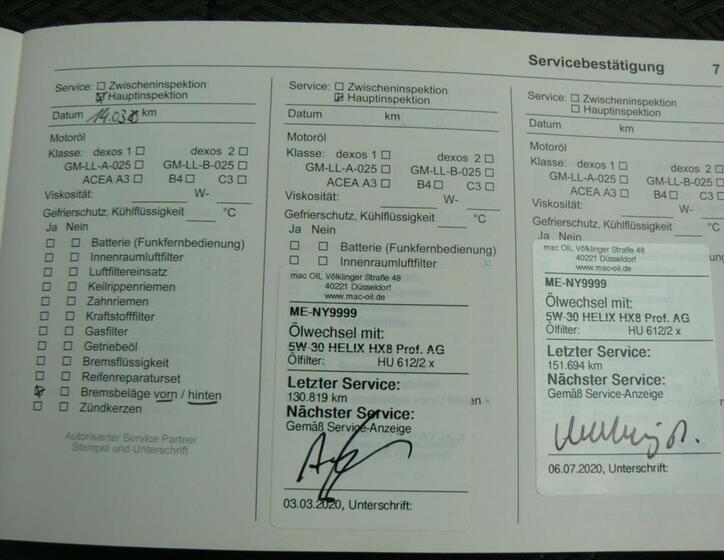 Servicebestätigung 7
Service: Zwischeninspektion
Hauptinspektion
Datum 14.03 km
Motoröl
Klasse: dexos 1 dexos 2
GM-LL-A-025 GM-LL-B-025
ACEA A3 B4 C3
Viskosität: W-
Gefrierschutz, Kühlflüssigkeit °C
Ja Nein
Batterie (Funkfernbedienung)
Innenraumluftfilter
Luftfiltereinsatz
Keilrippenriemen
Zahnriemen
Kraftstofffilter
Gasfilter
Getriebeöl
Bremsflüssigkeit
Reifenreparaturset
Bremsbeläge vorn / hinten
Zündkerzen
Autorisierter Service Partner
Stempel und Unterschrift
Service: Zwischeninspektion
Hauptinspektion
Datum km
Motoröl
Klasse: dexos 1 dexos 2
GM-LL-A-025 GM-LL-B-025
ACEA A3 B4 C3
Viskosität: W-
Gefrierschutz, Kühlflüssigkeit °C
Ja Nein
Batterie (Funkfernbedienung)
Innenraumluftfilter
mac OIL Völklinger Straße 48
40221 Düsseldorf
www.mac-oil.de
ME-NY9999
Ölwechsel mit:
5W-30 HELIX HX8 Prof. AG
Ölfilter: HU 612/2 x
Letzter Service:
130.819 km
Nächster Service:
Gemäß Service-Anzeige
03.03.2020, Unterschrift:
Service: Zwischeninspektion
Hauptinspektion
Datum km
Motoröl
Klasse: dexos 1 dexos 2
GM-LL-A-025 GM-LL-B-025
ACEA A3 B4 C3
Viskosität: W-
Gefrierschutz, Kühlflüssigkeit °C
Ja Nein
mac OIL Völklinger Straße 48
40221 Düsseldorf
www.mac-oil.de
ME-NY9999
Ölwechsel mit:
5W-30 HELIX HX8 Prof. AG
Ölfilter: HU 612/2 x
Letzter Service:
151.694 km
Nächster Service:
Gemäß Service-Anzeige
06.07.2020, Unterschrift: